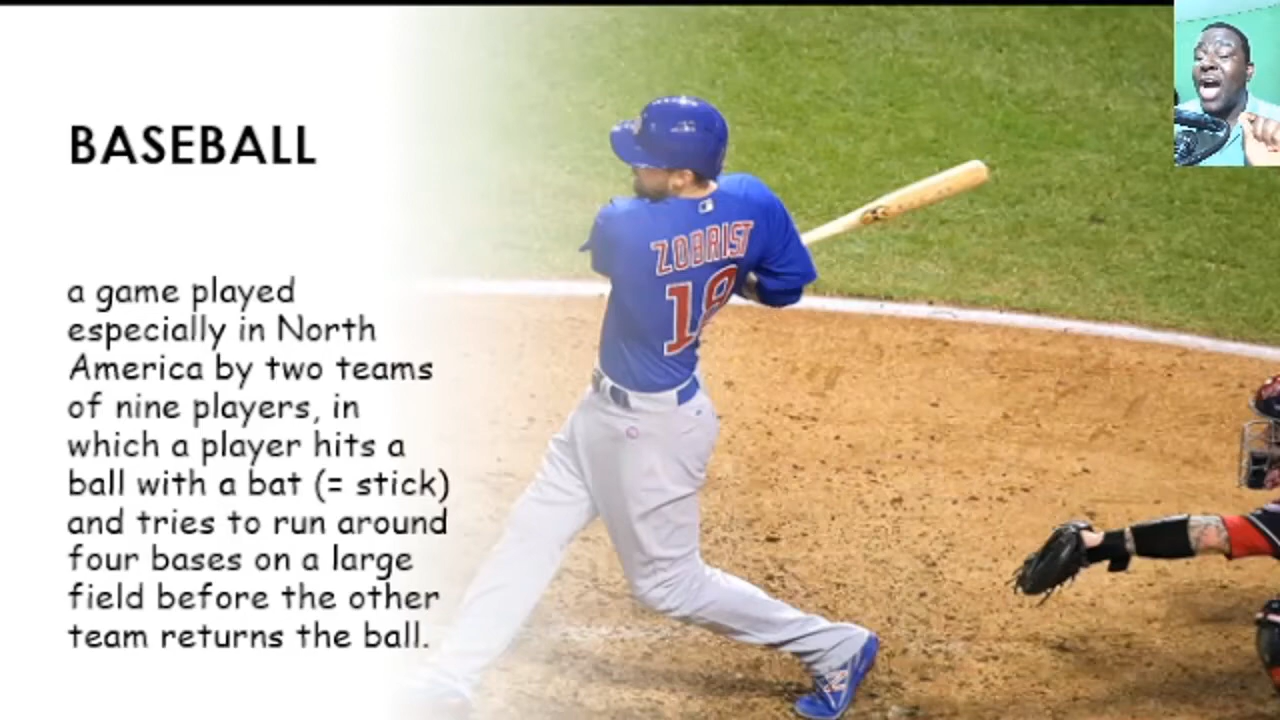 BASEBALL
a game played
especially in North
America by two teams
of nine players, in
which a player hits a
ball with a bat (= stick)
and tries to run around
four bases on a large
field before the other
team returns the ball.
ZOBRIST
18